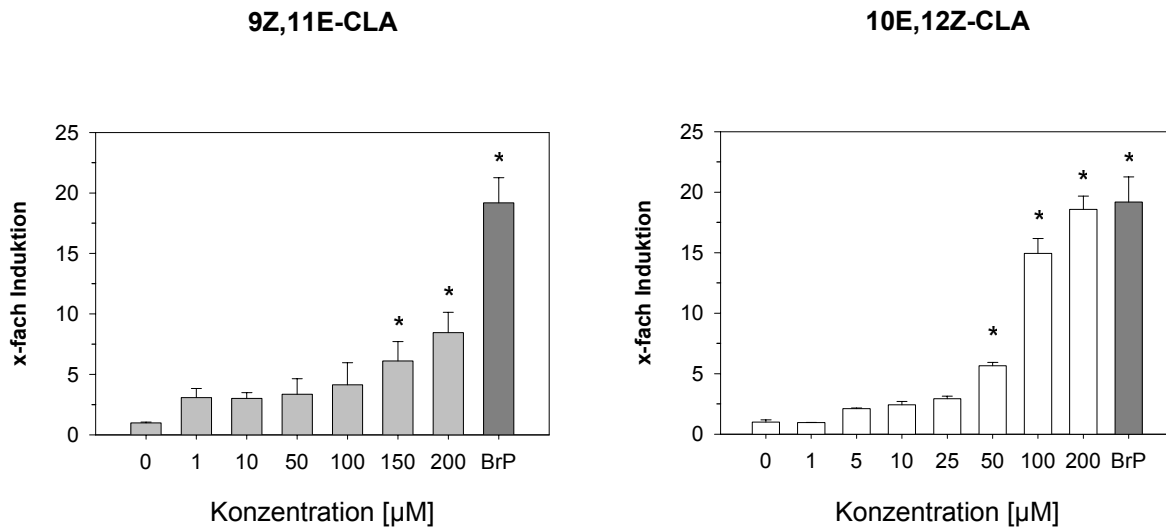 9Z,11E-CLA
10E,12Z-CLA
x-fach Induktion
25
20
15
10
5
0
*
*
*
0 1 10 50 100 150 200 BrP
Konzentration [µM]
x-fach Induktion
25
20
15
10
5
0
*
*
*
*
0 1 5 10 25 50 100 200 BrP
Konzentration [µM]